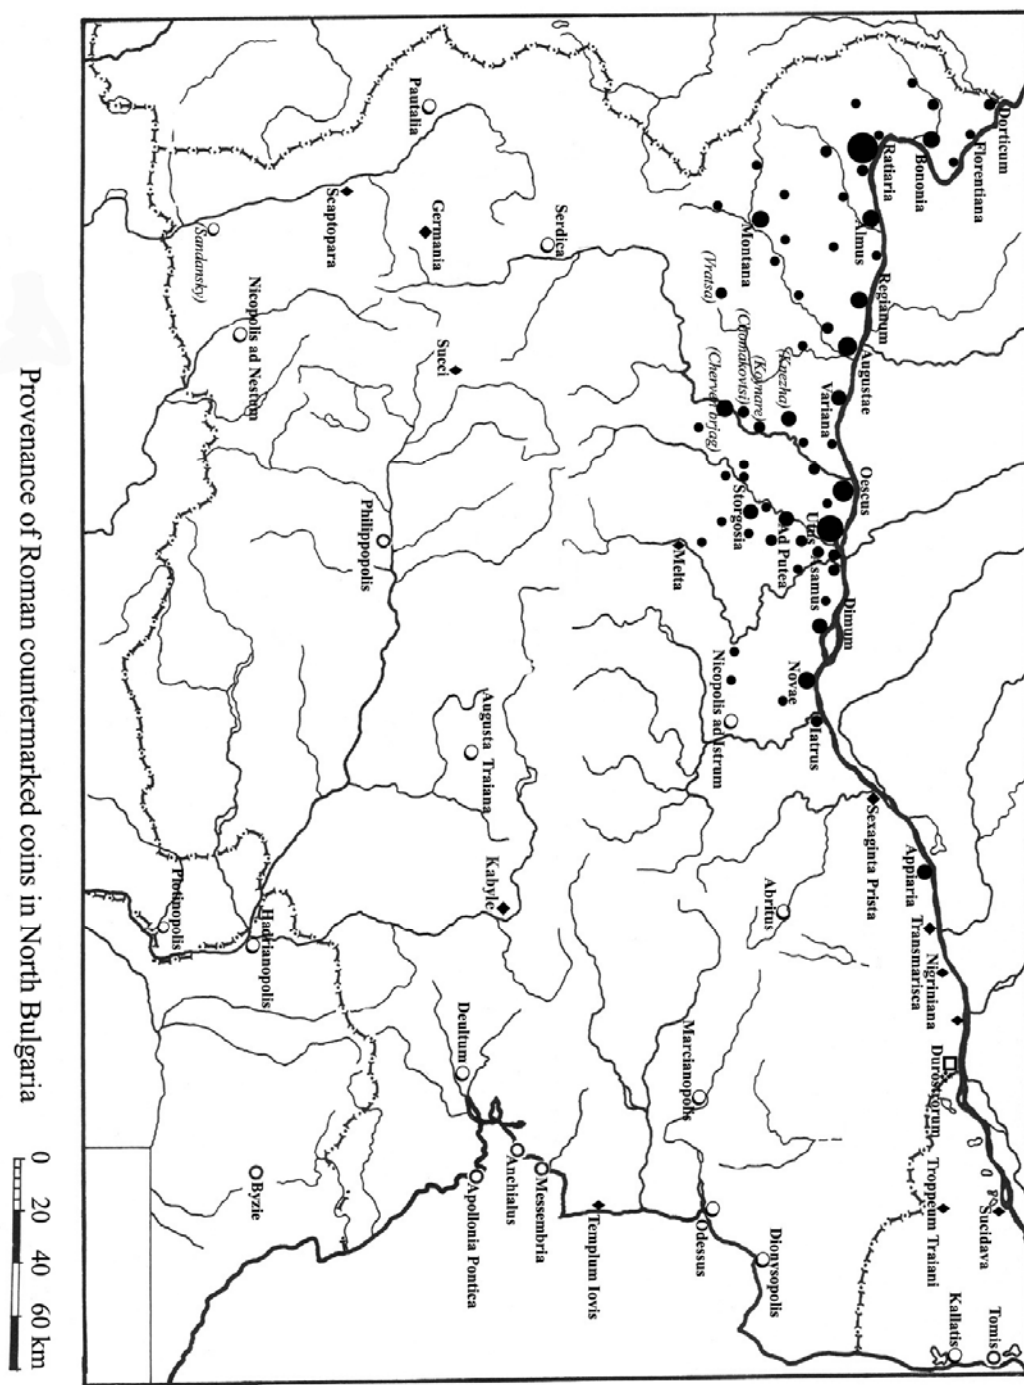 Dorticum
Florentiana
Bononia
Ratiaria
Almus
Regianum
Augustae
Variana
Oescus
Utus
Asamus
Ad Putea
Dimum
Novae
Iatrus
Sexaginta Prista
Appiaria
Transmarisca
Nigriniana
Durostorum
Sucidava
Troppeum Traiani
Tomis
Kallatis
Dionysopolis
Odessus
Marcianopolis
Abritus
Templum Iovis
Messembria
Anchialus
Apollonia Pontica
Deultum
Byzie
Hadrianopolis
Plotinopolis
Kabyle
Augusta Traiana
Nicopolis ad Istrum
Melta
Storgosia
(Knezha)
(Koynare)
(Chomakovtsi)
(Cherven brjag)
(Vratsa)
Montana
Serdica
Germania
Pautalia
Scaptopara
(Sandansky)
Nicopolis ad Nestum
Succi
Philippopolis
Provenance of Roman countermarked coins in North Bulgaria
0 20 40 60 km